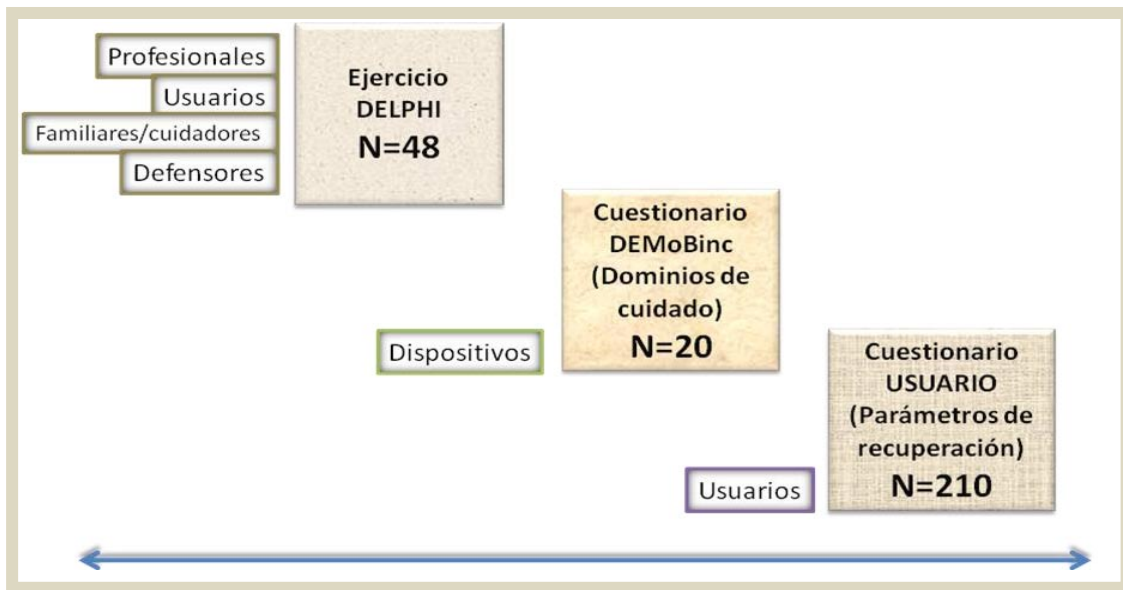 Profesionales
Usuarios
Familiares/cuidadores
Defensores
Ejercicio
DELPHI
N=48
Cuestionario
DEMoBinc
(Dominios de
cuidado)
N=20
Dispositivos
Cuestionario
USUARIO
(Parámetros de
recuperación)
N=210
Usuarios